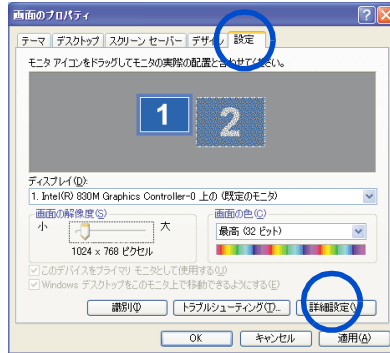 画面のプロパティ
テーマ デスクトップ スクリーン セーバー デザイン 設定
モニタ アイコンをドラッグしてモニタの実際の配置と合わせてください。
1 2
ディスプレイ(D):
1. Intel(R) 830M Graphics Controller-0 上の (既定のモニタ)
画面の解像度(S) 画面の色(C)
小 大 最高 (32 ビット)
1024 x 768 ピクセル
このデバイスをプライマリ モニタとして使用する(U)
Windows デスクトップをこのモニタ上で移動できるようにする(E)
識別(I) トラブルシューティング(T)... 詳細設定(V)
OK キャンセル 適用(A)